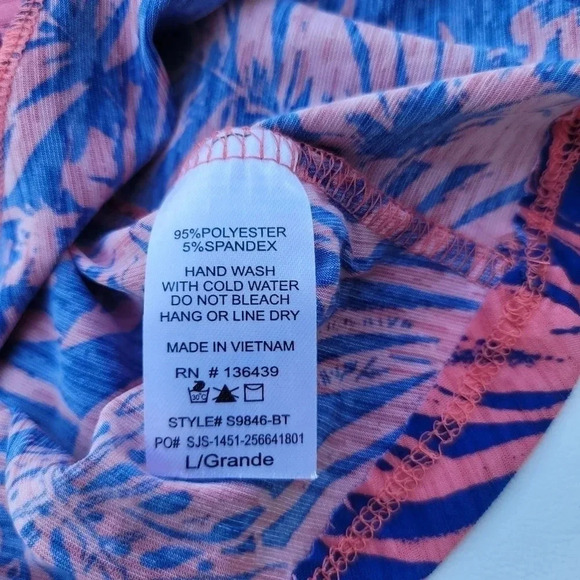 95%POLYESTER
5%SPANDEX
HAND WASH
WITH COLD WATER
DO NOT BLEACH
HANG OR LINE DRY
MADE IN VIETNAM
RN # 136439
30°C
STYLE# S9846-BT
PO# SJS-1451-256641801
L/Grande